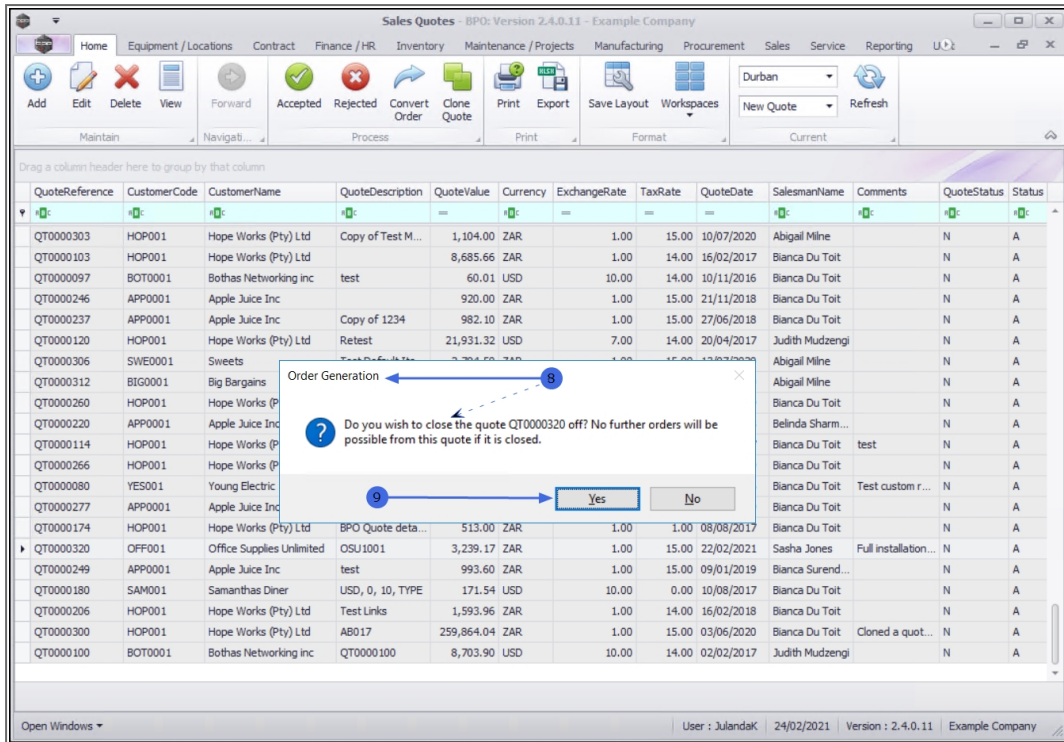 Sales Quotes - BPO: Version 2.4.0.11 - Example Company
Home Equipment / Locations Contract Finance / HR Inventory Maintenance / Projects Manufacturing Procurement Sales Service Reporting
Add Edit Delete View Forward Accepted Rejected Convert Order Clone Quote Print Export Save Layout Workspaces Durban New Quote Refresh
Maintain Navigati... Process Print Format Current
Drag a column header here to group by that column
QuoteReference CustomerCode CustomerName QuoteDescription QuoteValue Currency ExchangeRate TaxRate QuoteDate SalesmanName Comments QuoteStatus Status
QT0000303 HOP001 Hope Works (Pty) Ltd Copy of Test M... 1,104.00 ZAR 1.00 15.00 10/07/2020 Abigail Milne N A
QT0000103 HOP001 Hope Works (Pty) Ltd 8,685.66 ZAR 1.00 14.00 16/02/2017 Bianca Du Toit N A
QT0000097 BOT0001 Bothas Networking inc test 60.01 USD 10.00 14.00 10/11/2016 Bianca Du Toit N A
QT0000246 APP0001 Apple Juice Inc 920.00 ZAR 1.00 15.00 21/11/2018 Bianca Du Toit N A
QT0000237 APP0001 Apple Juice Inc Copy of 1234 982.10 ZAR 1.00 15.00 27/06/2018 Bianca Du Toit N A
QT0000120 HOP001 Hope Works (Pty) Ltd Retest 21,931.32 USD 7.00 14.00 20/04/2017 Judith Mudzengi N A
QT0000306 SWE0001 Sweets Abigail Milne N A
QT0000312 BIG0001 Big Bargains Abigail Milne N A
QT0000260 HOP001 Hope Works (P Bianca Du Toit N A
QT0000220 APP0001 Apple Juice Inc Belinda Sharm... N A
QT0000114 HOP001 Hope Works (P Bianca Du Toit test N A
QT0000266 HOP001 Hope Works (P Bianca Du Toit N A
QT0000080 YES001 Young Electric Bianca Du Toit Test custom r... N A
QT0000277 APP0001 Apple Juice Inc Bianca Du Toit N A
Order Generation 8
Do you wish to close the quote QT0000320 off? No further orders will be
possible from this quote if it is closed.
9 Yes No
QT0000174 HOP001 Hope Works (Pty) Ltd BPO Quote deta... 513.00 ZAR 1.00 1.00 08/08/2017 Bianca Du Toit N A
QT0000320 OFF001 Office Supplies Unlimited OSU1001 3,239.17 ZAR 1.00 15.00 22/02/2021 Sasha Jones Full installation... N A
QT0000249 APP0001 Apple Juice Inc test 993.60 ZAR 1.00 15.00 09/01/2019 Bianca Surend... N A
QT0000180 SAM001 Samanthas Diner USD, 0, 10, TYPE 171.54 USD 10.00 0.00 10/08/2017 Bianca Du Toit N A
QT0000206 HOP001 Hope Works (Pty) Ltd Test Links 1,593.96 ZAR 1.00 14.00 16/02/2018 Bianca Du Toit N A
QT0000300 HOP001 Hope Works (Pty) Ltd AB017 259,864.04 ZAR 1.00 15.00 03/06/2020 Bianca Du Toit Cloned a quot... N A
QT0000100 BOT0001 Bothas Networking inc QT0000100 8,703.90 USD 10.00 14.00 02/02/2017 Judith Mudzengi N A
Open Windows User : JulandaK 24/02/2021 Version : 2.4.0.11 Example Company